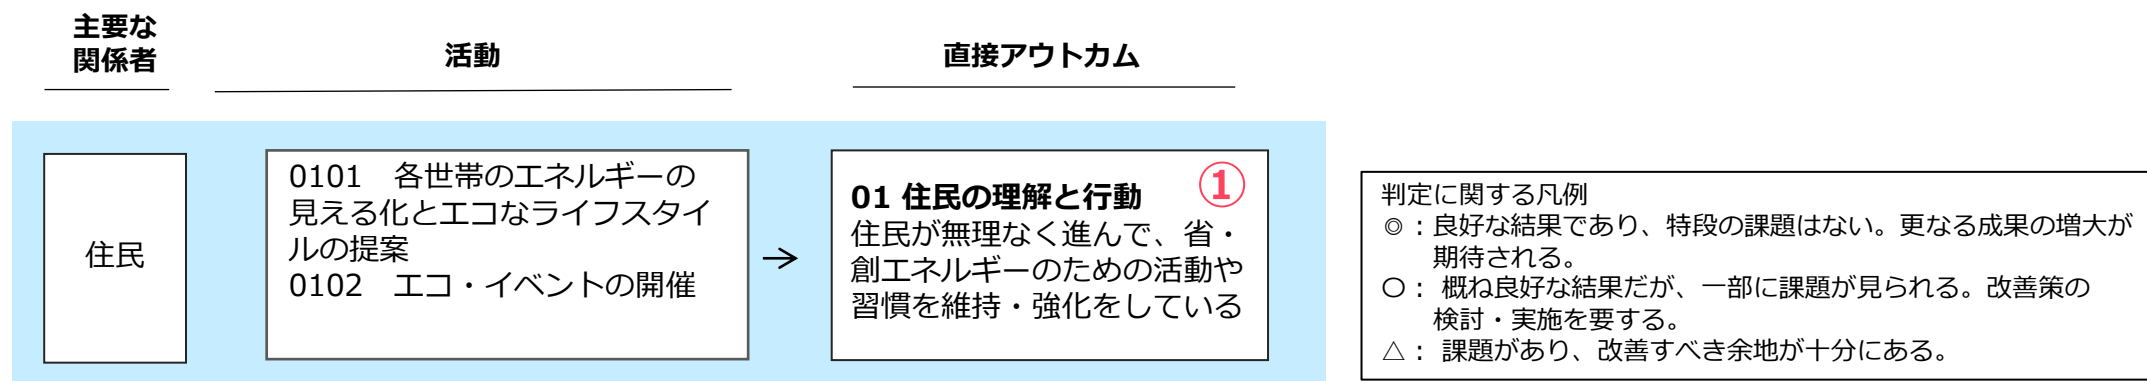 主要な
関係者
活動
直接アウトカム
住民
0101　各世帯のエネルギーの
見える化とエコなライフスタイ
ルの提案
0102　エコ・イベントの開催
→
01 住民の理解と行動
①
住民が無理なく進んで、省・
創エネルギーのための活動や
習慣を維持・強化をしている
判定に関する凡例
◎：良好な結果であり、特段の課題はない。更なる成果の増大が
期待される。
○： 概ね良好な結果だが、一部に課題が見られる。改善策の
検討・実施を要する。
△： 課題があり、改善すべき余地が十分にある。